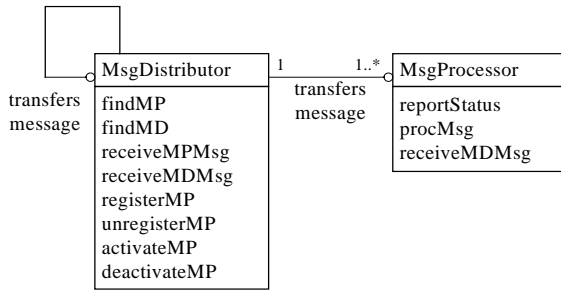 MsgDistributor
1
1..*
MsgProcessor
transfers
message
transfers
message
findMP
findMD
receiveMPMsg
receiveMDMsg
registerMP
unregisterMP
activateMP
deactivateMP
reportStatus
procMsg
receiveMDMsg